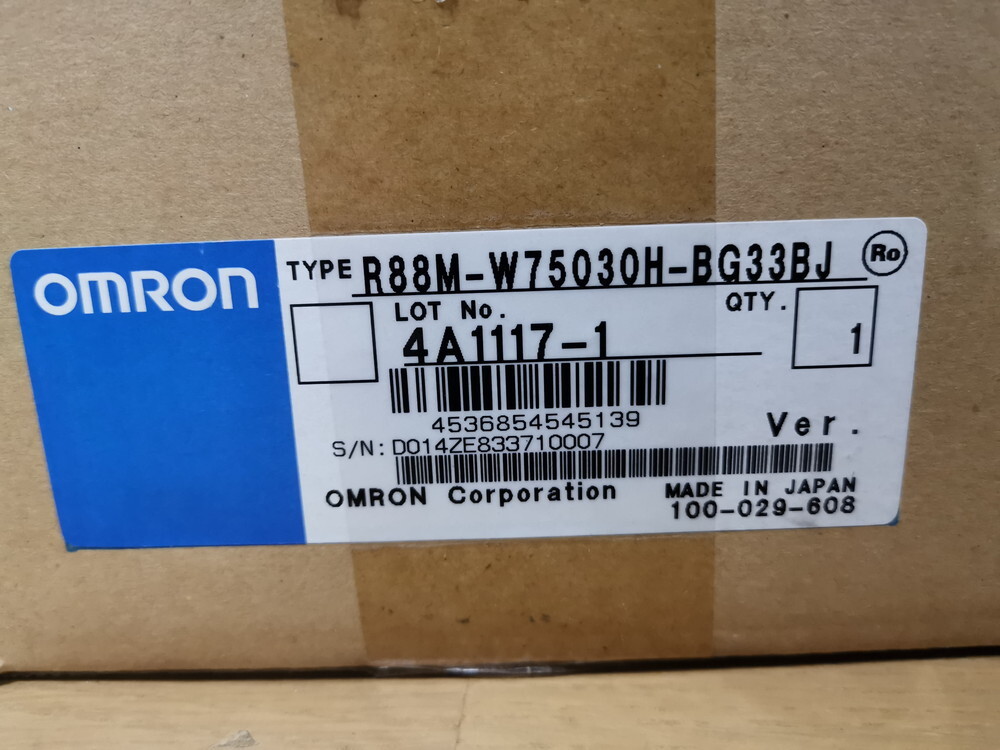 OMRON
TYPE R88M-W75030H-BG33BJ Ro
LOT No. QTY.
4A1117-1 1
4536854545139
Ver.
S/N: D014ZE833710007
OMRON Corporation MADE IN JAPAN
100-029-608